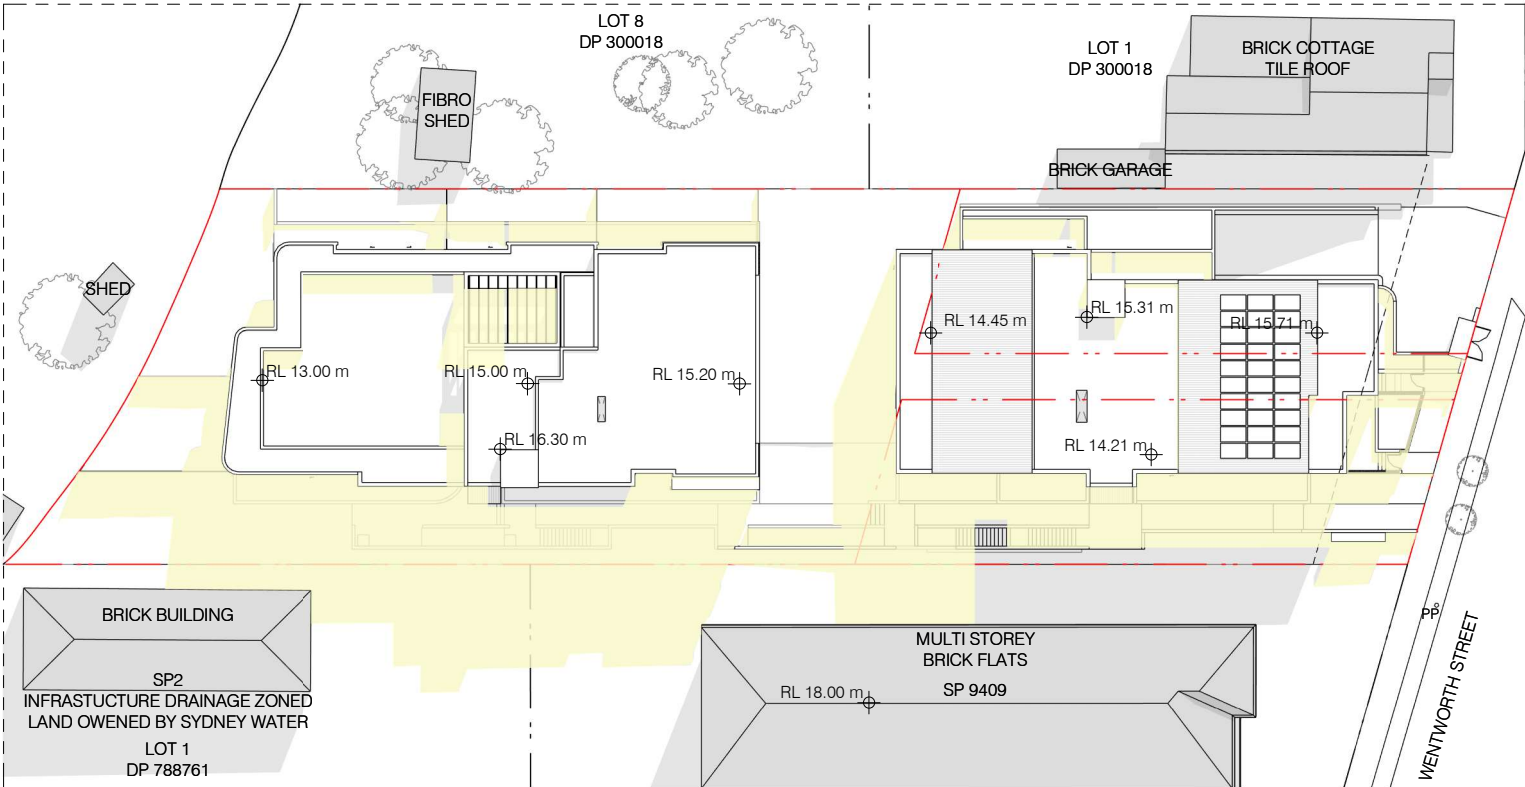 LOT 8
DP 300018
LOT 1
DP 300018
BRICK COTTAGE
TILE ROOF
FIBRO
SHED
BRICK GARAGE
SHED
RL 14.45 m
RL 15.31 m
RL 15.71 m
RL 13.00 m
RL 15.00 m
RL 15.20 m
RL 16.30 m
RL 14.21 m
BRICK BUILDING
SP2
INFRASTUCTURE DRAINAGE ZONED
LAND OWENED BY SYDNEY WATER
LOT 1
DP 788761
MULTI STOREY
BRICK FLATS
SP 9409
RL 18.00 m
PP
WENTWORTH STREET